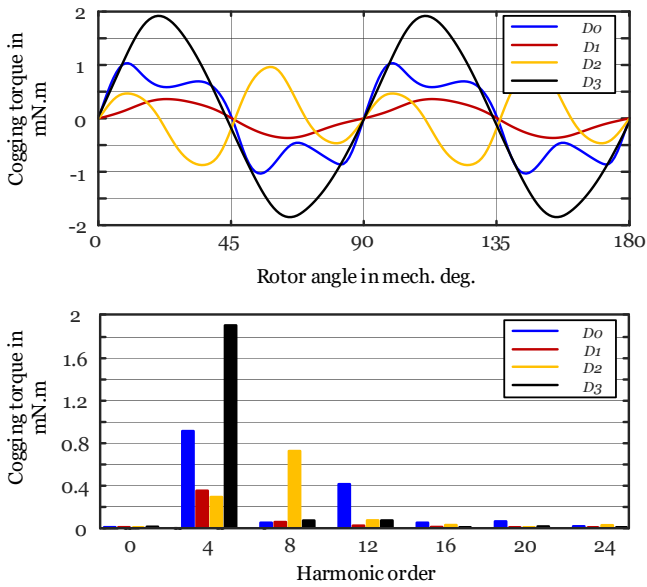 Cogging torque in
mN.m
2
1
0
-1
-2
D0
D1
D2
D3
0 45 90 135 180
Rotor angle in mech. deg.
Cogging torque in
mN.m
2
1.6
1.2
0.8
0.4
0
D0
D1
D2
D3
0 4 8 12 16 20 24
Harmonic order